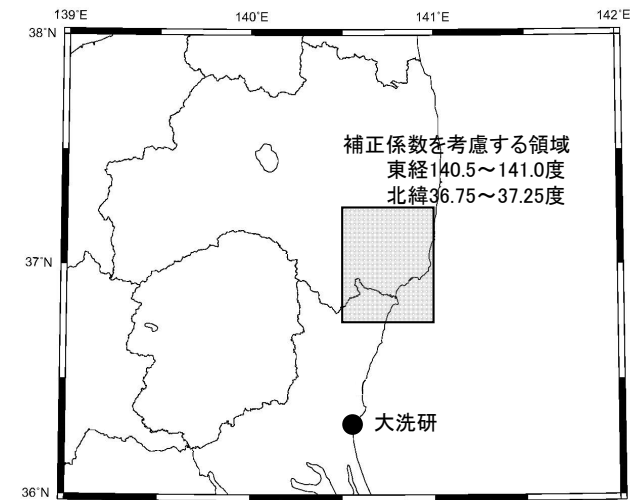 139˚E
140˚E
141˚E
142˚E
38˚N
補正係数を考慮する領域
東経140.5～141.0度
北緯36.75～37.25度
37˚N
大洗研
36˚N